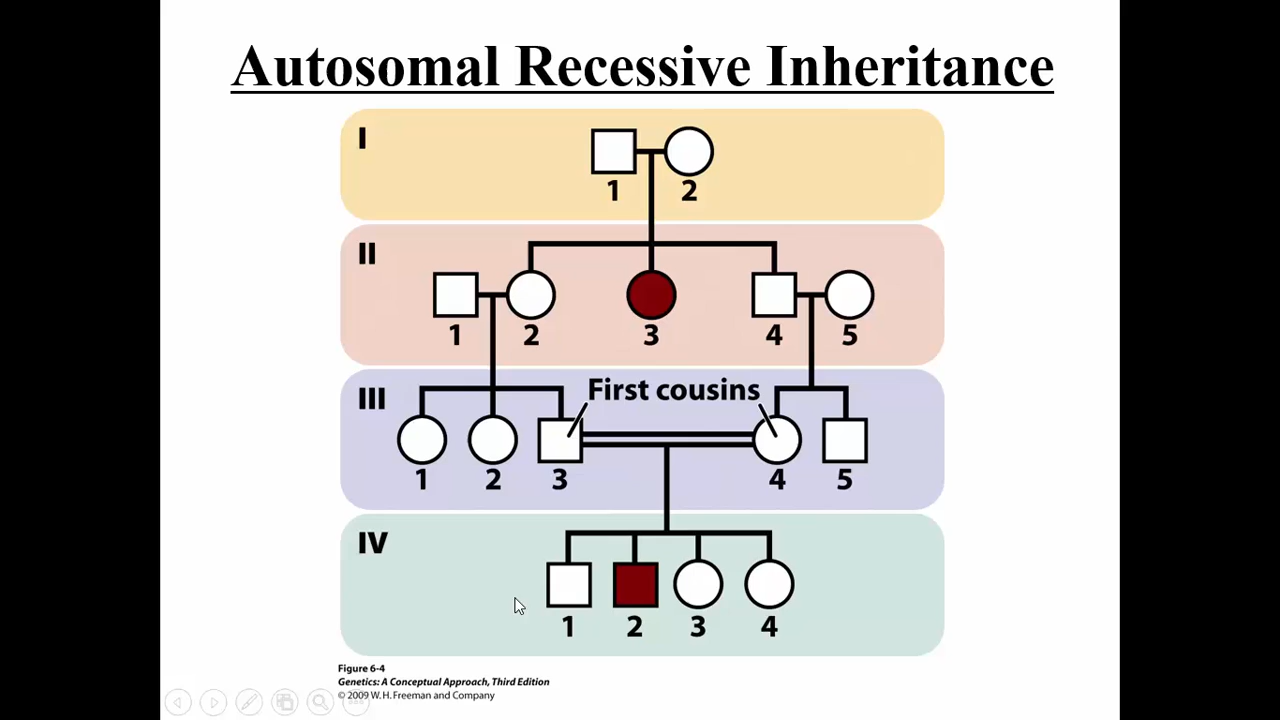 Autosomal Recessive Inheritance
I
1 2
II
1 2 3 4 5
III
First cousins
1 2 3 4 5
IV
1 2 3 4
Figure 6-4
Genetics: A Conceptual Approach, Third Edition
© 2009 W. H. Freeman and Company